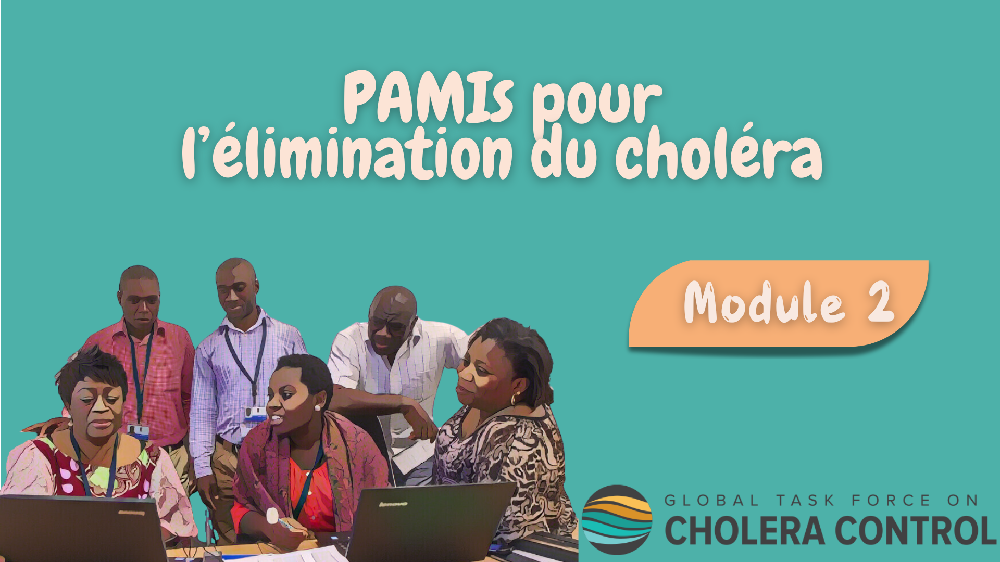 PAMIs pour
l’élimination du choléra
Module 2
lenovo
GLOBAL TASK FORCE ON
CHOLERA CONTROL